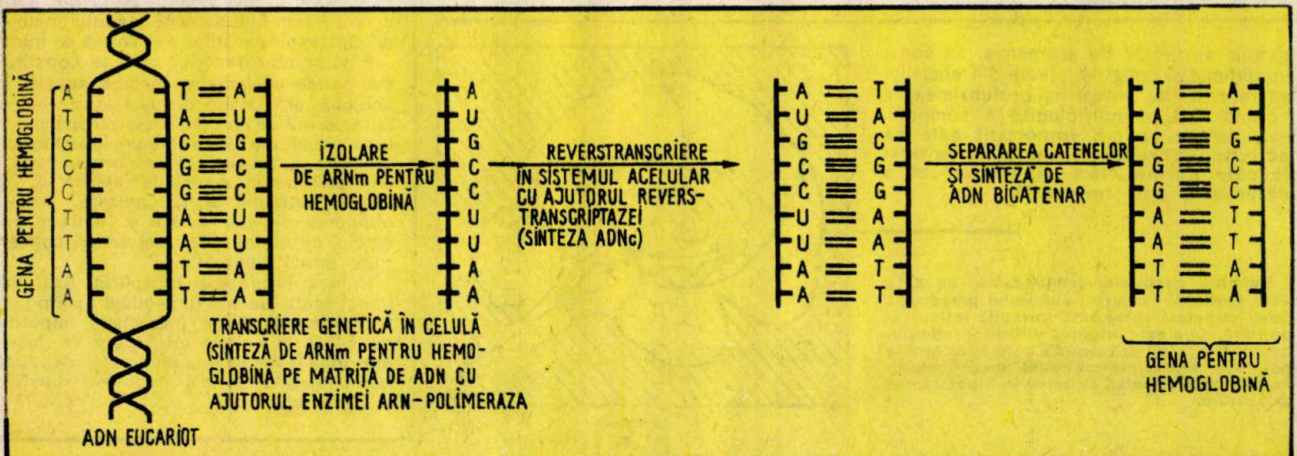 GENA PENTRU HEMOGLOBINĂ
A
T
G
C
C
T
T
A
A
T A
A U
C G
G C
G C
A U
A U
T A
T A
ADN EUCARIOT
TRANSCRIERE GENETICĂ ÎN CELULĂ
(SINTEZĂ DE ARNm PENTRU HEMO-
GLOBINĂ PE MATRIȚĂ DE ADN CU
AJUTORUL ENZIMEI ARN-POLIMERAZA
IZOLARE
DE ARNm PENTRU
HEMOGLOBINĂ
A
U
G
C
C
U
U
A
A
REVERSTRANSCRIERE
ÎN SISTEMUL ACELULAR
CU AJUTORUL REVERS-
TRANSCRIPTAZEI
(SINTEZA ADNc)
A T
U A
G C
C G
C G
U A
U A
A T
A T
SEPARAREA CATENELOR
ȘI SINTEZA DE
ADN BICATENAR
T A
A T
C G
G C
G C
A T
A T
T A
T A
GENA PENTRU
HEMOGLOBINĂ